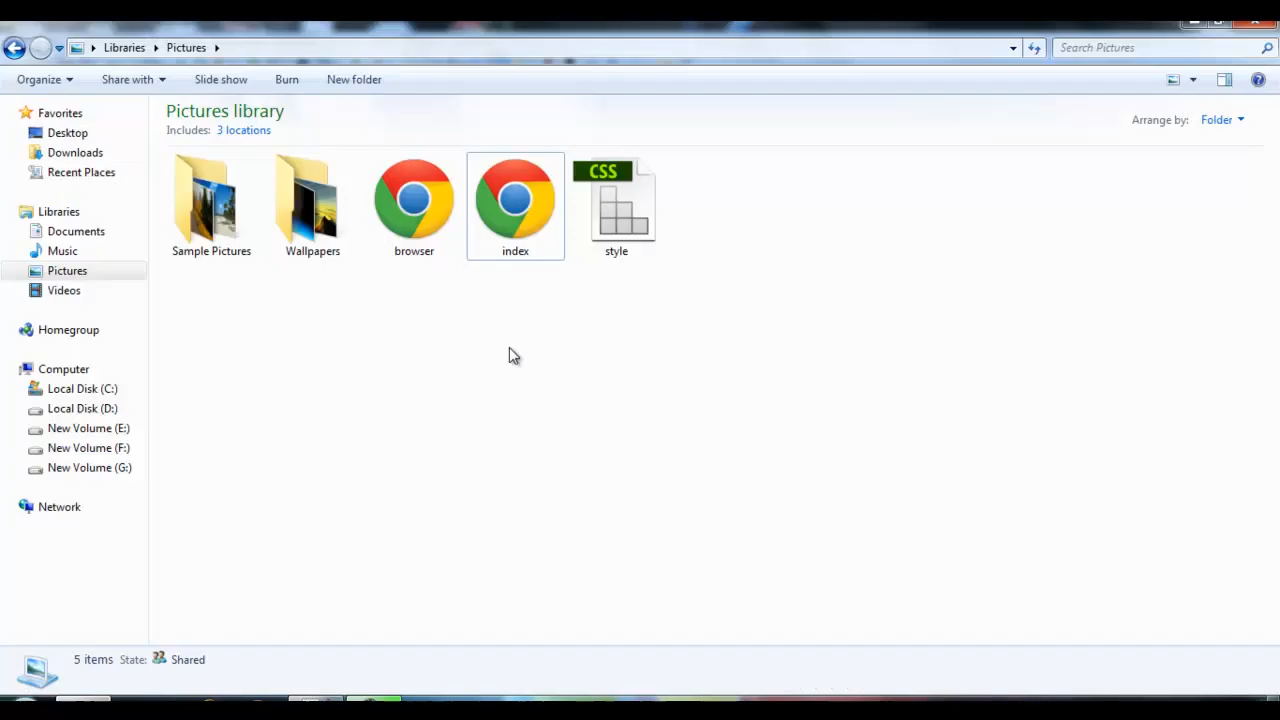 Libraries Pictures
Search Pictures
Organize Share with Slide show Burn New folder
Pictures library
Includes: 3 locations
Arrange by: Folder
Favorites
Desktop
Downloads
Recent Places
Libraries
Documents
Music
Pictures
Videos
Homegroup
Computer
Local Disk (C:)
Local Disk (D:)
New Volume (E:)
New Volume (F:)
New Volume (G:)
Network
CSS
Sample Pictures Wallpapers browser index style
5 items State: Shared